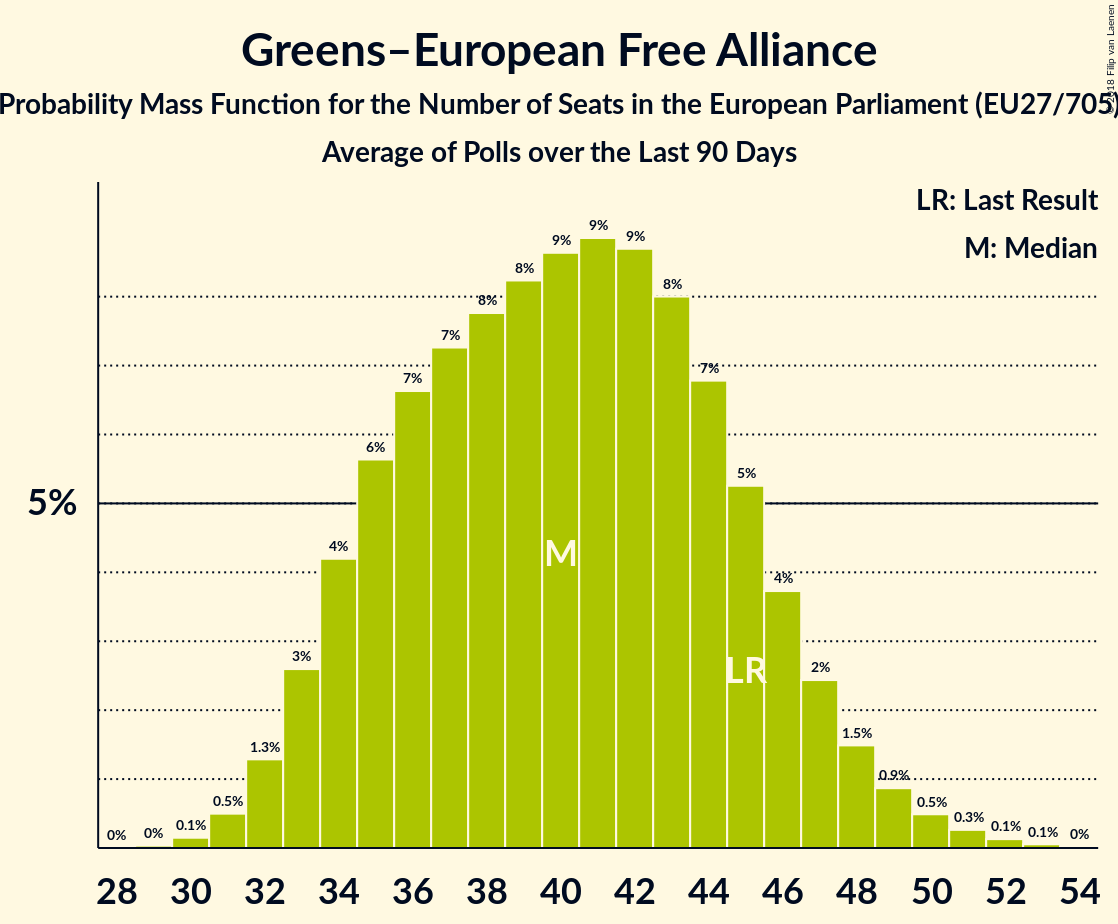 Greens–European Free Alliance
Probability Mass Function for the Number of Seats in the European Parliament (EU27/705)
Average of Polls over the Last 90 Days
© 2018 Filip van Laenen
LR: Last Result
M: Median
5%
0% 0% 0.1% 0.5% 1.3% 3% 4% 6% 7% 7% 8% 8% 9% 9% 9% 8% 7% 5% 4% 2% 1.5% 0.9% 0.5% 0.3% 0.1% 0.1% 0%
M
LR
28 30 32 34 36 38 40 42 44 46 48 50 52 54